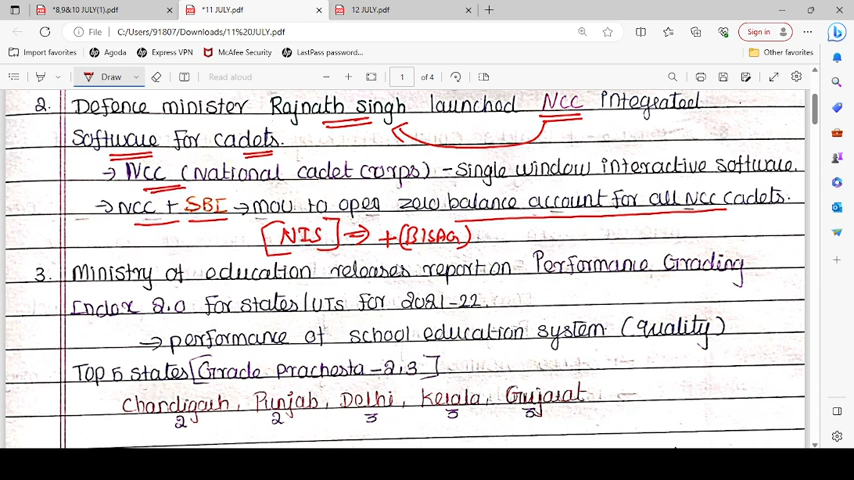 *8,9&10 JULY(1).pdf
*11 JULY.pdf
12 JULY.pdf
File C:/Users/91807/Downloads/11%20JULY.pdf
Sign in
Import favorites Agoda Express VPN McAfee Security LastPass password...
Other favorites
Draw Read aloud 1 of 4
2. Defence minister Rajnath singh launched NCC integrated
Software for cadets.
→ NCC (National cadet corps) - Single window interactive software.
→ NCC + SBI → mou to open zero balance account for all NCC cadets.
[NIS] ⇒ + (BISAG)
3. Ministry of education releases report on Performance Grading
Index 2.0 for states/UTs for 2021-22.
→ performance of school education system (quality)
Top 5 states [Grade prachesta - 2,3]
Chandigarh, Punjab, Delhi, Kerala, Gujarat
2 2 3 3 3